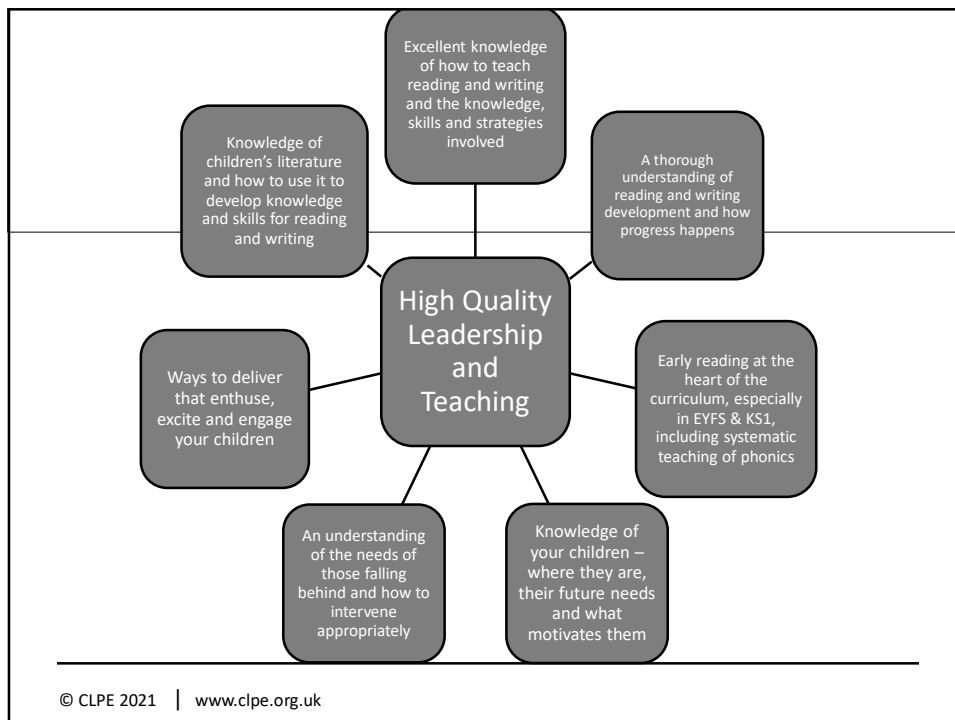 Excellent knowledge
of how to teach
reading and writing
and the knowledge,
skills and strategies
involved
Knowledge of
children’s literature
and how to use it to
develop knowledge
and skills for reading
and writing
A thorough
understanding of
reading and writing
development and how
progress happens
High Quality
Leadership
and
Teaching
Ways to deliver
that enthuse,
excite and engage
your children
Early reading at the
heart of the
curriculum, especially
in EYFS & KS1,
including systematic
teaching of phonics
An understanding
of the needs of
those falling
behind and how to
intervene
appropriately
Knowledge of
your children –
where they are,
their future needs
and what
motivates them
© CLPE 2021 | www.clpe.org.uk